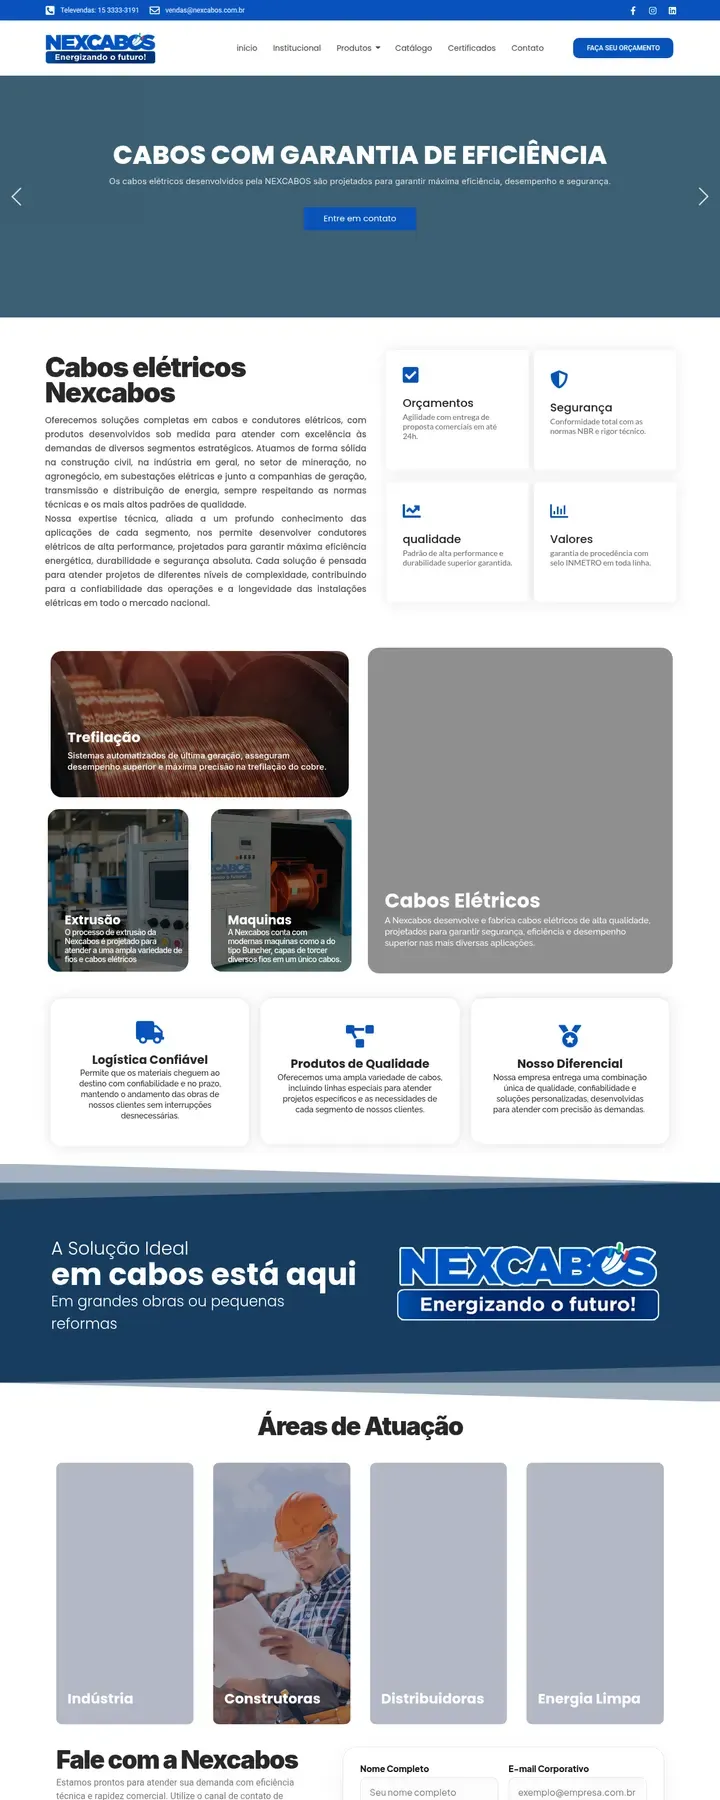 Televendas: 15 3333-3191 vendas@nexcabos.com.br
NEXCABOS
Energizando o futuro!
inicio Institucional Produtos Catálogo Certificados Contato
FAÇA SEU ORÇAMENTO
CABOS COM GARANTIA DE EFICIÊNCIA
Os cabos elétricos desenvolvidos pela NEXCABOS são projetados para garantir máxima eficiência, desempenho e segurança.
Entre em contato
Cabos elétricos
Nexcabos
Oferecemos soluções completas em cabos e condutores elétricos, com
produtos desenvolvidos sob medida para atender com excelência às
demandas de diversos segmentos estratégicos. Atuamos de forma sólida
na construção civil, na indústria em geral, no setor de mineração, no
agronegócio, em subestações elétricas e junto a companhias de geração,
transmissão e distribuição de energia, sempre respeitando as normas
técnicas e os mais altos padrões de qualidade.
Nossa expertise técnica, aliada a um profundo conhecimento das
aplicações de cada segmento, nos permite desenvolver condutores
elétricos de alta performance, projetados para garantir máxima eficiência
energética, durabilidade e segurança absoluta. Cada solução é pensada
para atender projetos de diferentes níveis de complexidade, contribuindo
para a confiabilidade das operações e a longevidade das instalações
elétricas em todo o mercado nacional.
Orçamentos
Agilidade com entrega de
proposta comerciais em até
24h.
Segurança
Conformidade total com as
normas NBR e rigor técnico.
qualidade
Padrão de alta performance e
durabilidade superior garantida.
Valores
garantia de procedência com
selo INMETRO em toda linha.
Trefilação
Sistemas automatizados de última geração, asseguram
desempenho superior e máxima precisão na trefilação do cobre.
Extrusão
O processo de extrusão da
Nexcabos é projetado para
atender a uma ampla variedade de
fios e cabos elétricos
CABOS
Maquinas
A Nexcabos conta com
modernas maquinas como a do
tipo Buncher, capas de torcer
diversos fios em um único cabos.
Cabos Elétricos
A Nexcabos desenvolve e fabrica cabos elétricos de alta qualidade,
projetados para garantir segurança, eficiência e desempenho
superior nas mais diversas aplicações.
Logística Confiável
Permite que os materiais cheguem ao
destino com confiabilidade e no prazo,
mantendo o andamento das obras de
nossos clientes sem interrupções
desnecessárias.
Produtos de Qualidade
Oferecemos uma ampla variedade de cabos,
incluindo linhas especiais para atender
projetos específicos e as necessidades de
cada segmento de nossos clientes.
Nosso Diferencial
Nossa empresa entrega uma combinação
única de qualidade, confiabilidade e
soluções personalizadas, desenvolvidas
para atender com precisão às demandas.
A Solução Ideal
em cabos está aqui
Em grandes obras ou pequenas
reformas
NEXCABOS
Energizando o futuro!
Áreas de Atuação
Indústria
Construtoras
Distribuidoras
Energia Limpa
Fale com a Nexcabos
Estamos prontos para atender sua demanda com eficiência
técnica e rapidez comercial. Utilize o canal de contato de
Nome Completo
Seu nome completo
E-mail Corporativo
exemplo@empresa.com.br